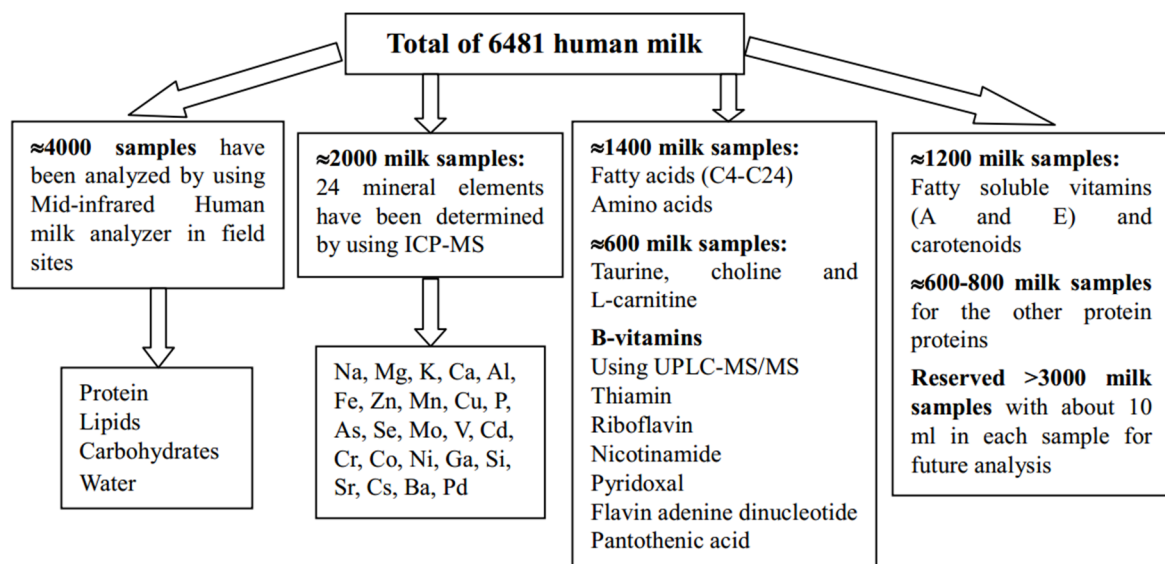 Total of 6481 human milk
≈4000 samples have
been analyzed by using
Mid-infrared Human
milk analyzer in field
sites
Protein
Lipids
Carbohydrates
Water
≈2000 milk samples:
24 mineral elements
have been determined
by using ICP-MS
Na, Mg, K, Ca, Al,
Fe, Zn, Mn, Cu, P,
As, Se, Mo, V, Cd,
Cr, Co, Ni, Ga, Si,
Sr, Cs, Ba, Pd
≈1400 milk samples:
Fatty acids (C4-C24)
Amino acids
≈600 milk samples:
Taurine, choline and
L-carnitine
B-vitamins
Using UPLC-MS/MS
Thiamin
Riboflavin
Nicotinamide
Pyridoxal
Flavin adenine dinucleotide
Pantothenic acid
≈1200 milk samples:
Fatty soluble vitamins
(A and E) and
carotenoids
≈600-800 milk samples
for the other protein
proteins
Reserved >3000 milk
samples with about 10
ml in each sample for
future analysis